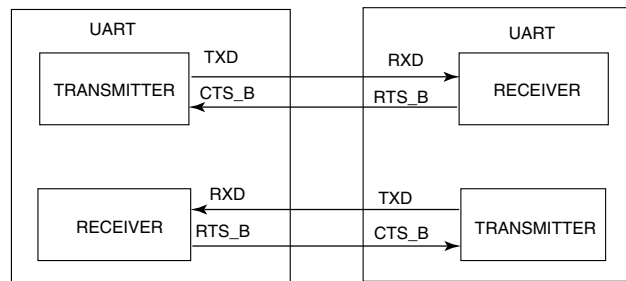 UART
UART
TXD
RXD
TRANSMITTER
CTS_B
RTS_B
RECEIVER
RXD
TXD
RECEIVER
RTS_B
CTS_B
TRANSMITTER